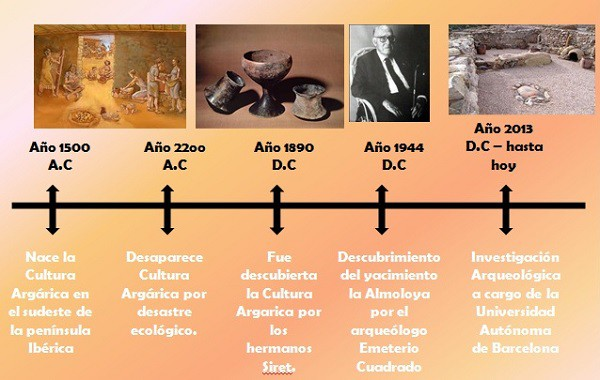 Año 1500
A.C
Año 22oo
A.C
Año 1890
D.C
Año 1944
D.C
Año 2013
D.C – hasta
hoy
Nace la
Cultura
Argárica en
el sudeste de
la península
Ibérica
Desaparece
Cultura
Argárica por
desastre
ecológico.
Fue
descubierta
la Cultura
Argarica por
los
hermanos
Siret.
Descubrimiento
del yacimiento
la Almoloya
por el
arqueólogo
Emeterio
Cuadrado
Investigación
Arqueológica
a cargo de la
Universidad
Autónoma
de Barcelona